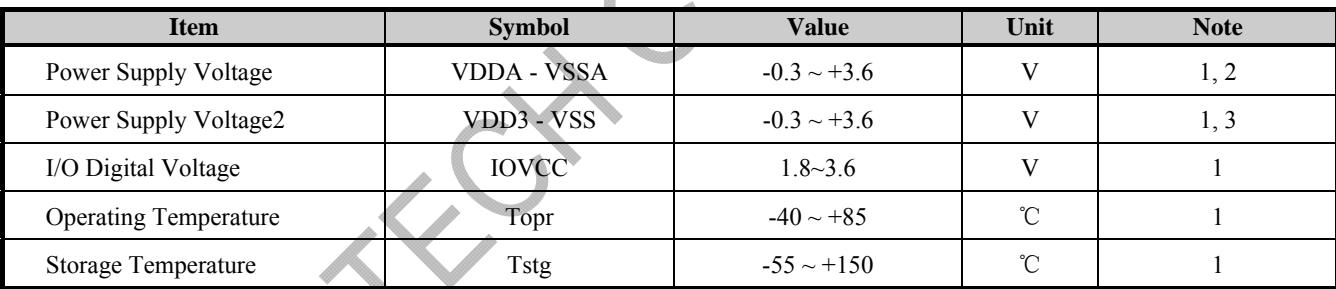 Item Symbol Value Unit Note
Power Supply Voltage VDDA - VSSA -0.3 ~ +3.6 V 1, 2
Power Supply Voltage2 VDD3 - VSS -0.3 ~ +3.6 V 1, 3
I/O Digital Voltage IOVCC 1.8~3.6 V 1
Operating Temperature Topr -40 ~ +85 ℃ 1
Storage Temperature Tstg -55 ~ +150 ℃ 1
TECH